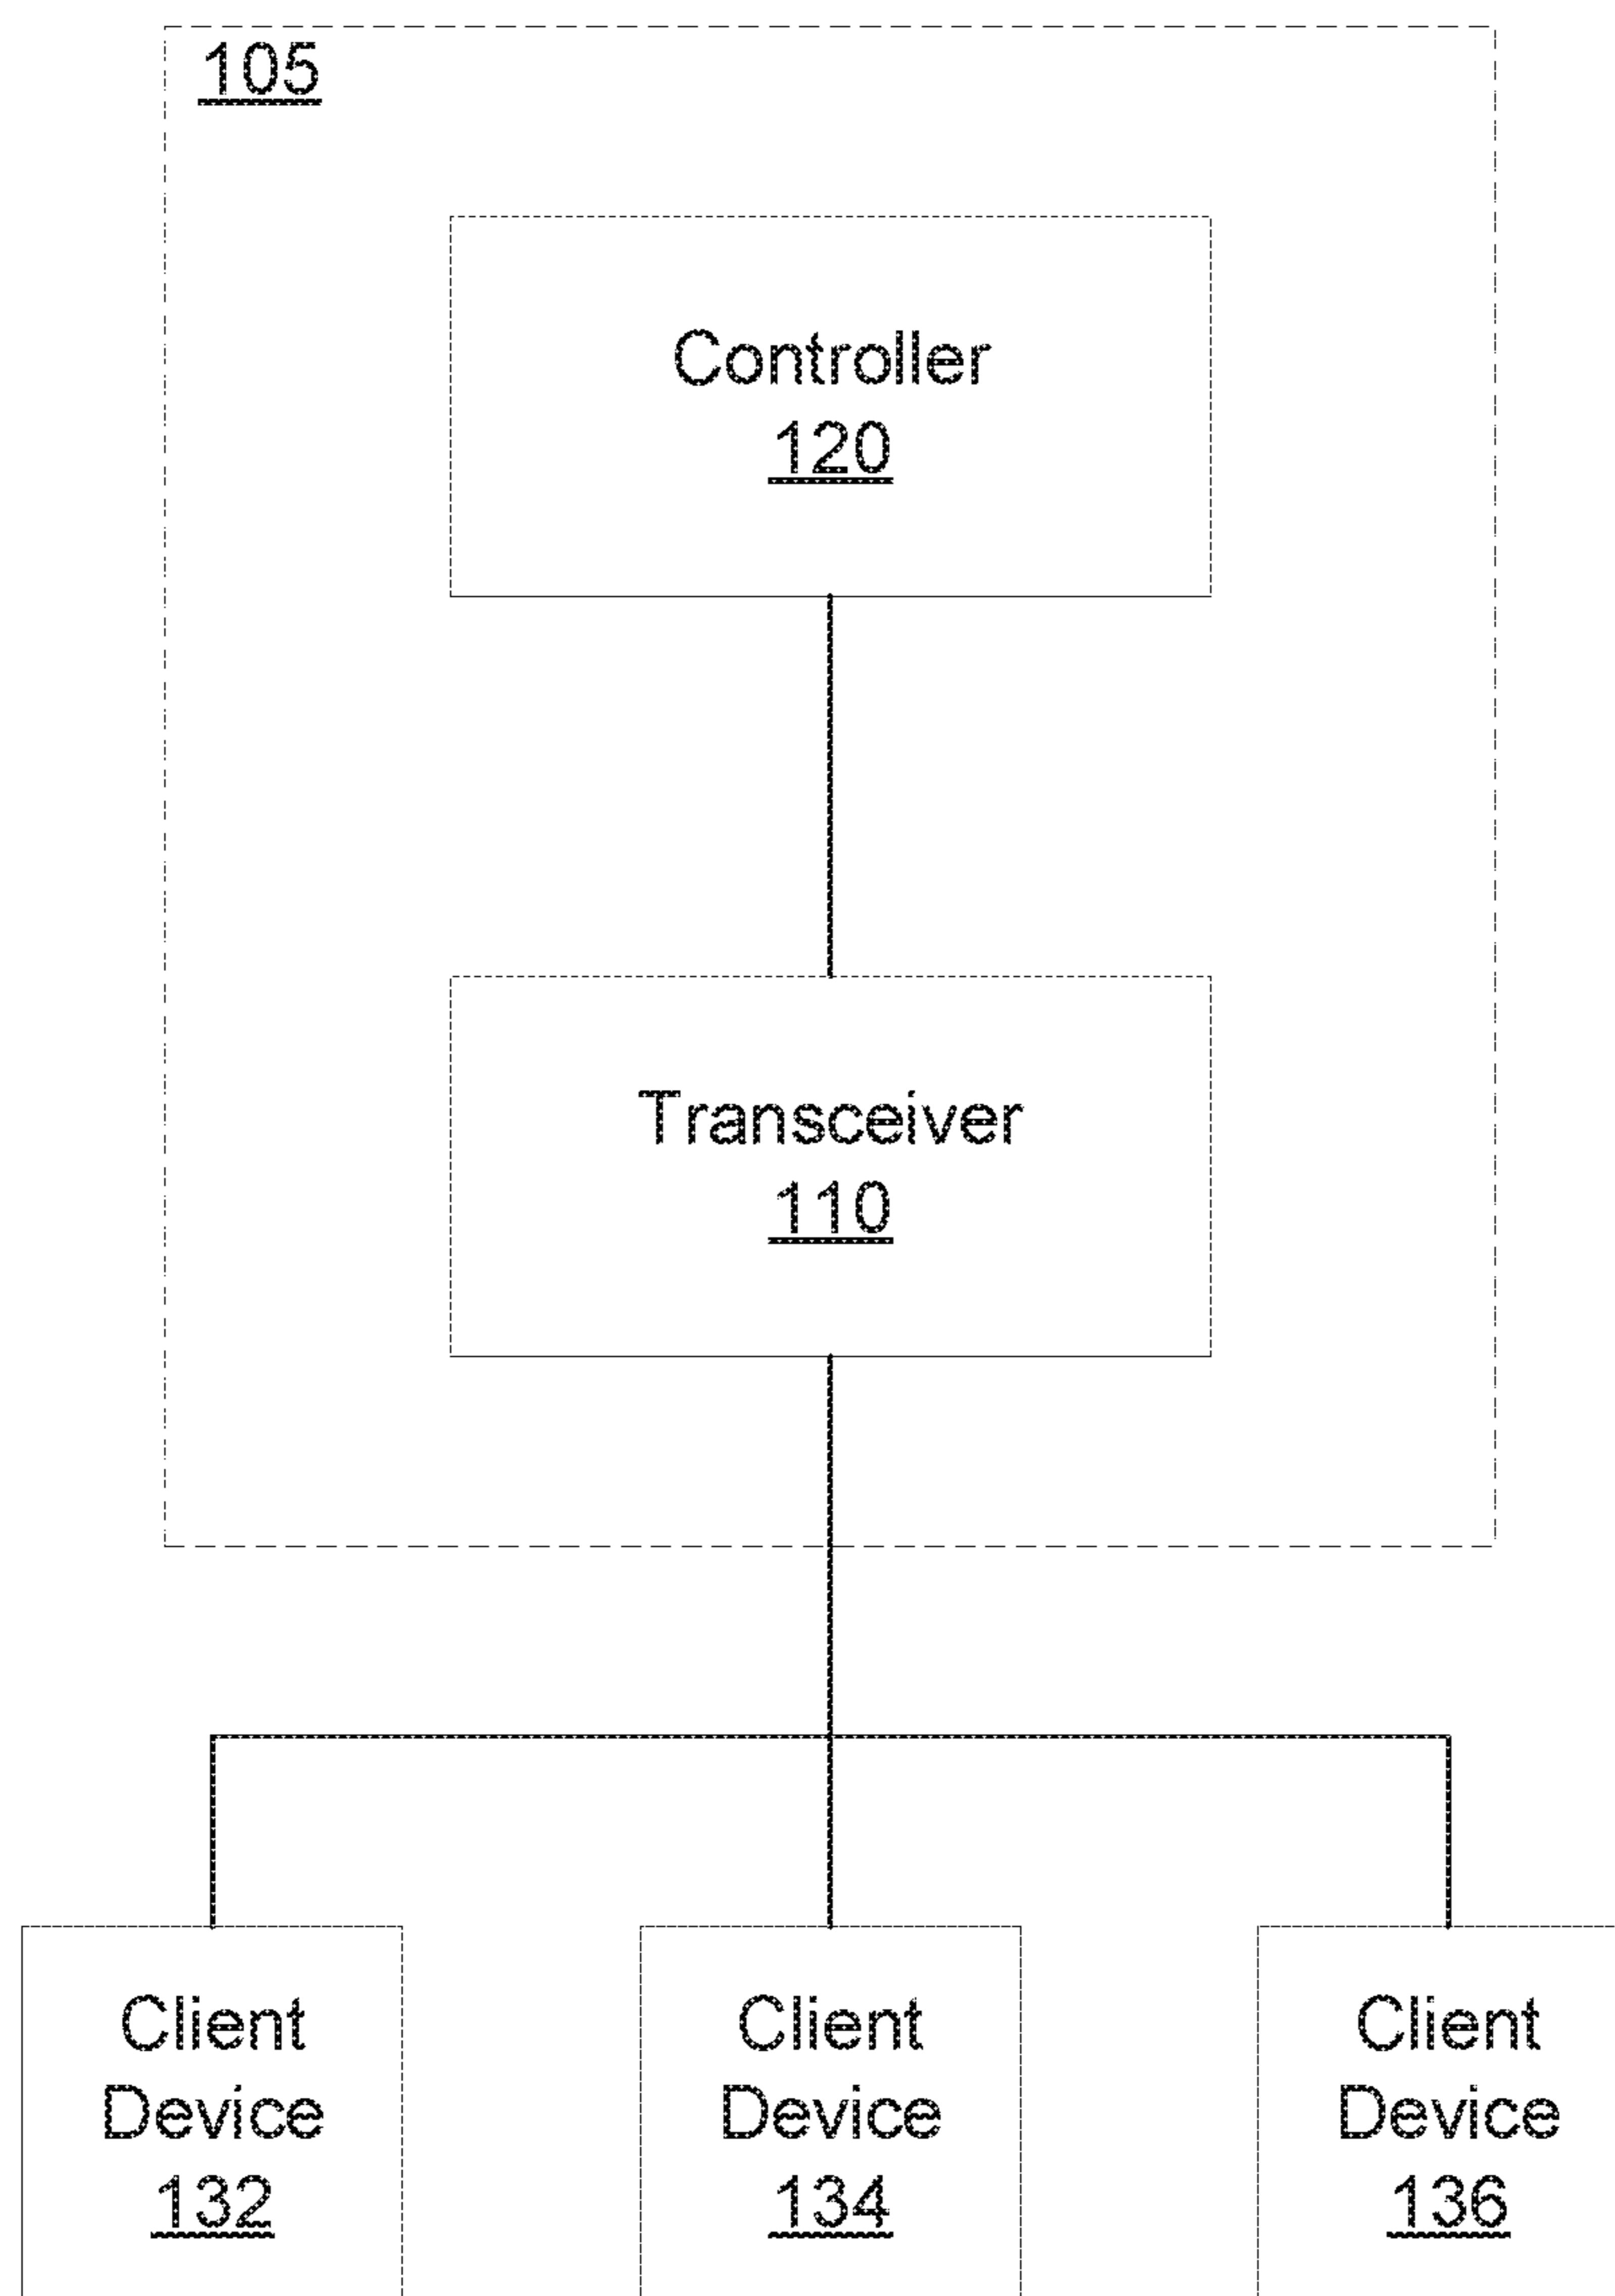 105
Controller
120
Transceiver
110
Client
Device
132
Client
Device
134
Client
Device
136